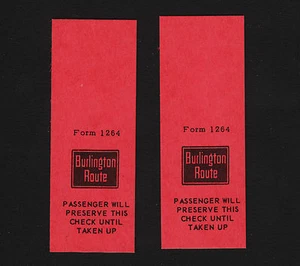 Form 1264
Burlington
Route
PASSENGER WILL
PRESERVE THIS
CHECK UNTIL
TAKEN UP
Form 1264
Burlington
Route
PASSENGER WILL
PRESERVE THIS
CHECK UNTIL
TAKEN UP